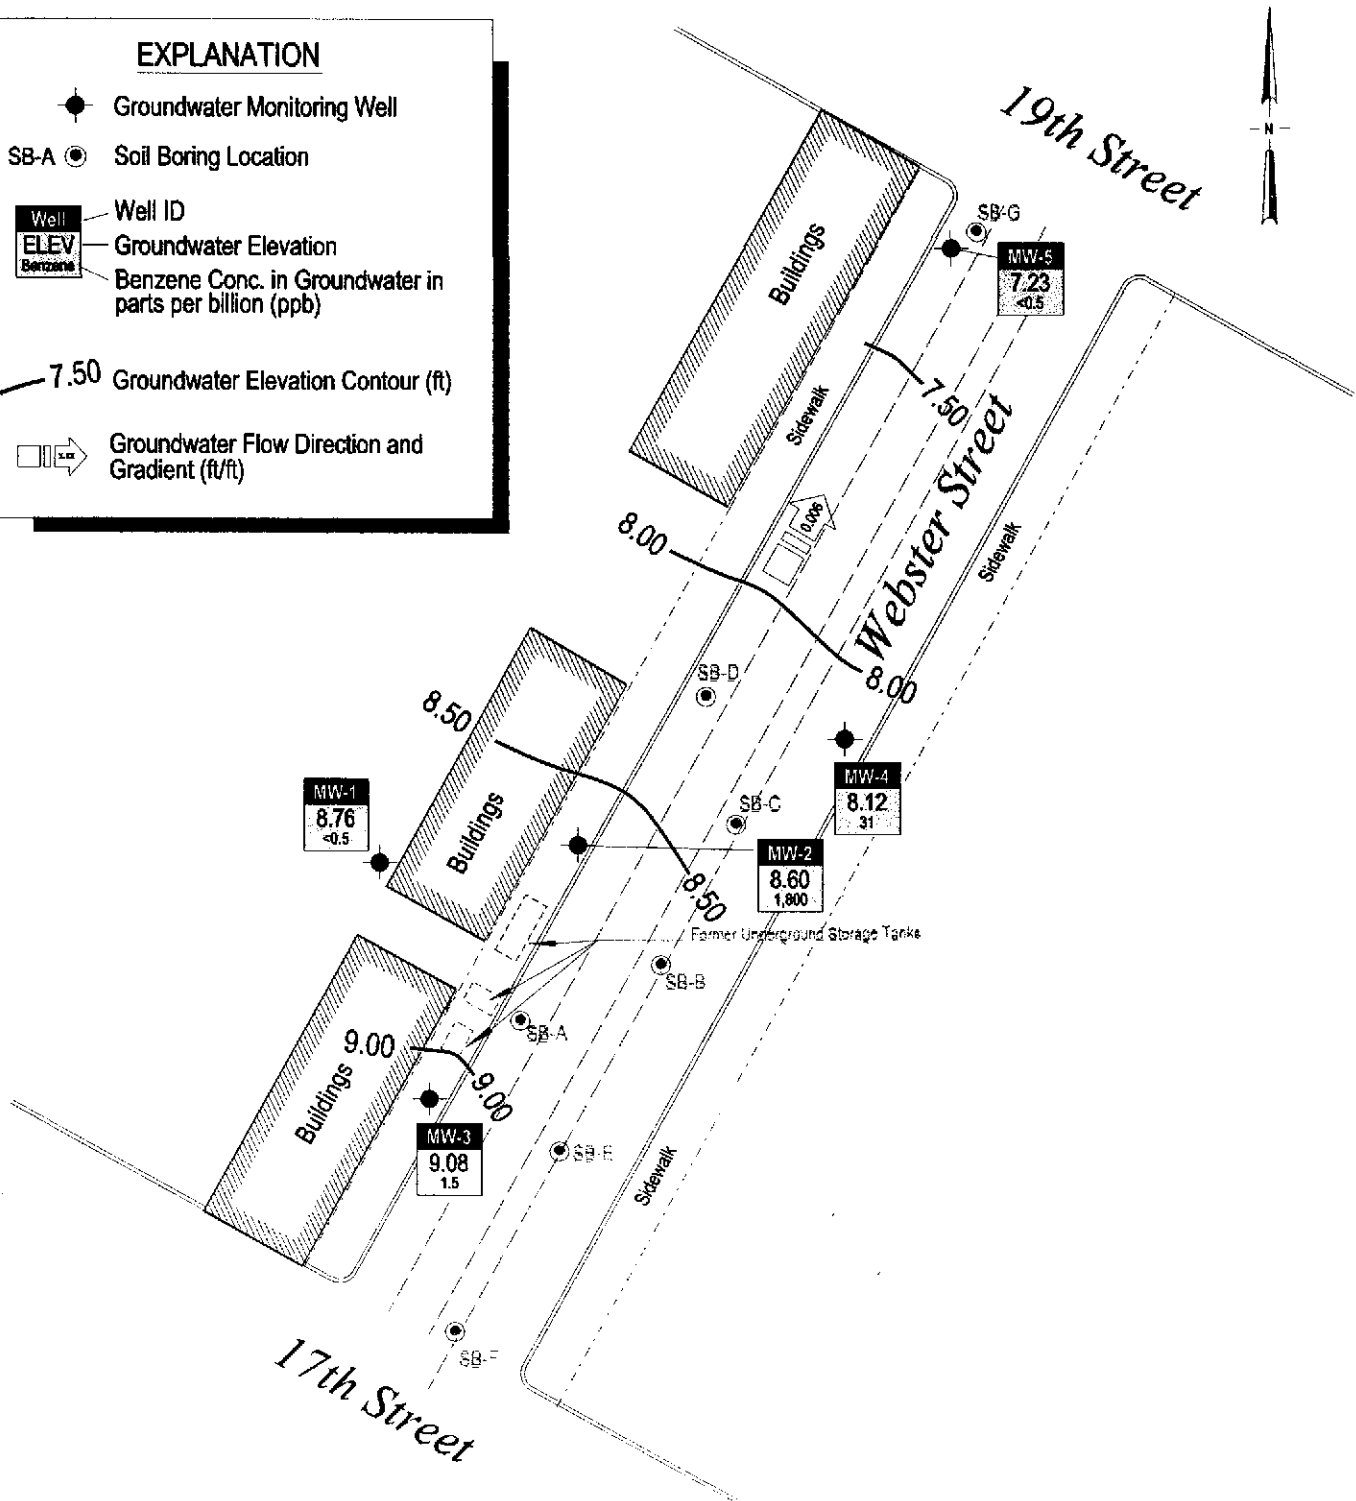 EXPLANATION
Groundwater Monitoring Well
SB-A Soil Boring Location
Well
ELEV
Benzene
Well ID
Groundwater Elevation
Benzene Conc. in Groundwater in
parts per billion (ppb)
7.50 Groundwater Elevation Contour (ft)
x.xx
Groundwater Flow Direction and
Gradient (ft/ft)
19th Street
N
SB-G
MW-5
7.23
<0.5
Buildings
Sidewalk
7.50
Webster Street
0.006
8.00
Sidewalk
8.00
SB-D
8.50
MW-4
8.12
31
MW-1
8.76
<0.5
Buildings
SB-C
MW-2
8.60
1,800
8.50
Former Underground Storage Tanks
SB-B
SB-A
9.00
Buildings
9.00
MW-3
9.08
1.5
SB-E
Sidewalk
SB-F
17th Street